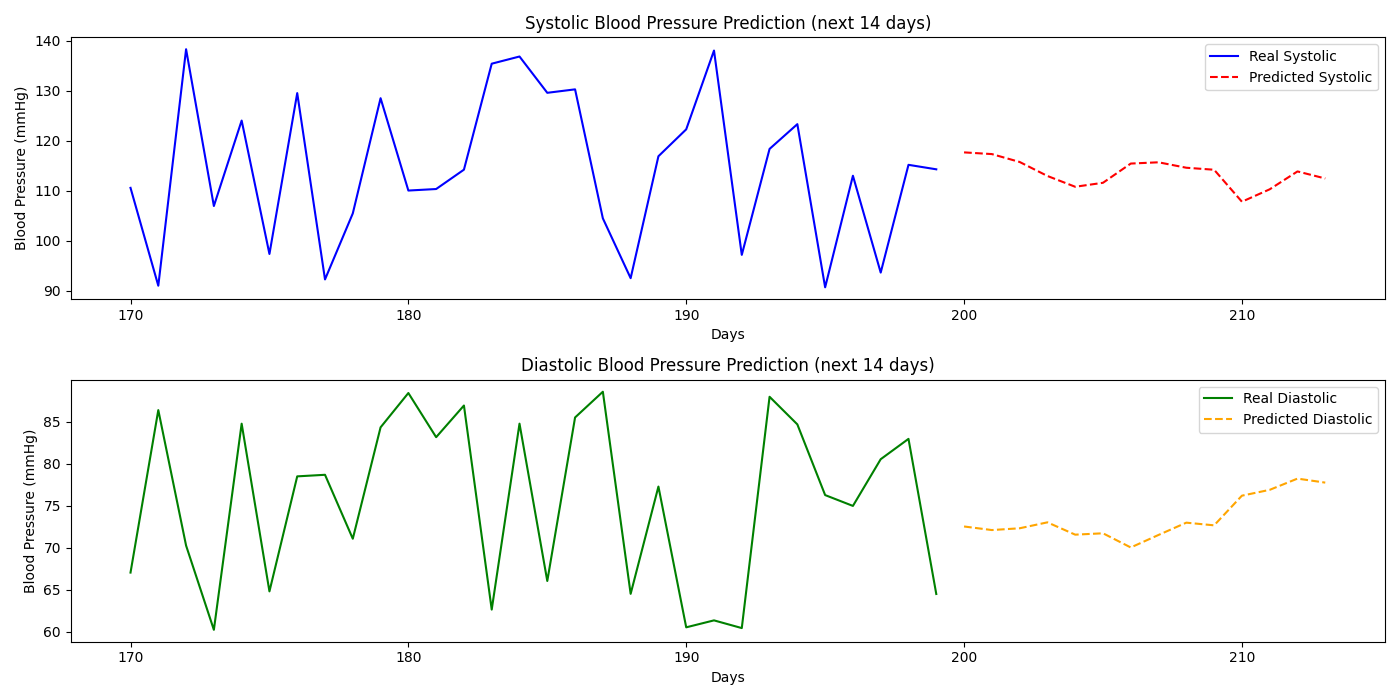 Systolic Blood Pressure Prediction (next 14 days)
140
130
120
110
100
90
Blood Pressure (mmHg)
Real Systolic
Predicted Systolic
170
180
190
200
210
Days
Diastolic Blood Pressure Prediction (next 14 days)
85
80
75
70
65
60
Blood Pressure (mmHg)
Real Diastolic
Predicted Diastolic
170
180
190
200
210
Days